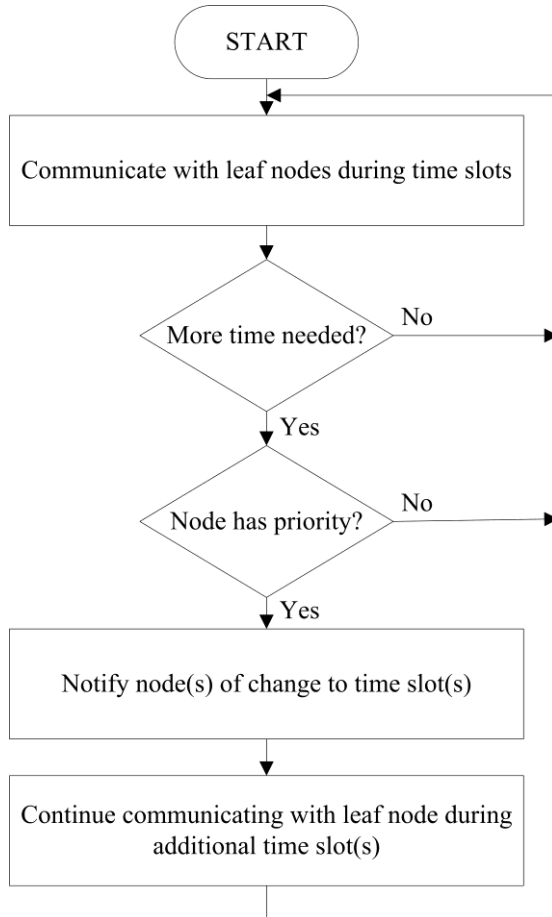 START
Communicate with leaf nodes during time slots
More time needed?
No
Yes
Node has priority?
No
Yes
Notify node(s) of change to time slot(s)
Continue communicating with leaf node during
additional time slot(s)